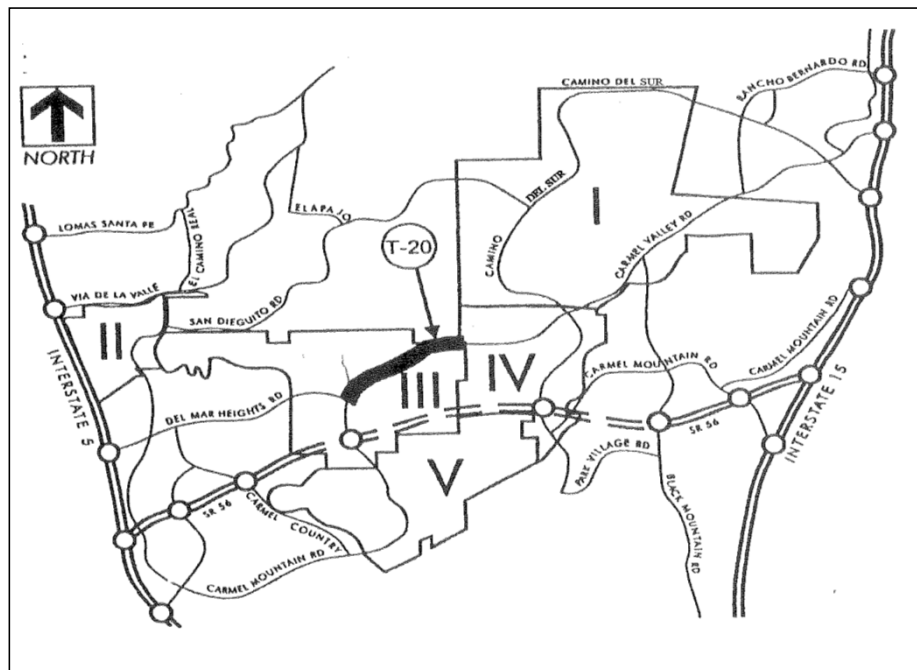 CAMINO DEL SUR
RANCHO BERNARDO RD
NORTH
DEL SUR
I
EL APAJO
LOMAS SANTA FE
EL CAMINO REAL
T-20
CAMINO
CARMEL VALLEY RD
VIA DE LA VALLE
SAN DIEGUITO RD
II
INTERSTATE 5
III
IV
CARMEL MOUNTAIN RD
CARMEL MOUNTAIN RD
DEL MAR HEIGHTS RD
SR 56
INTERSTATE 15
V
PARK VILLAGE RD
SR 56
CARMEL COUNTRY
BLACK MOUNTAIN RD
CARMEL MOUNTAIN RD